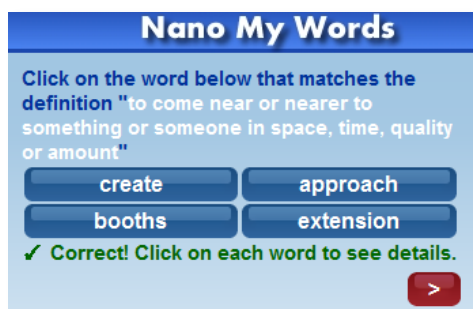 Nano My Words
Click on the word below that matches the
definition "to come near or nearer to
something or someone in space, time, quality
or amount"
create approach
booths extension
✓ Correct! Click on each word to see details.
>